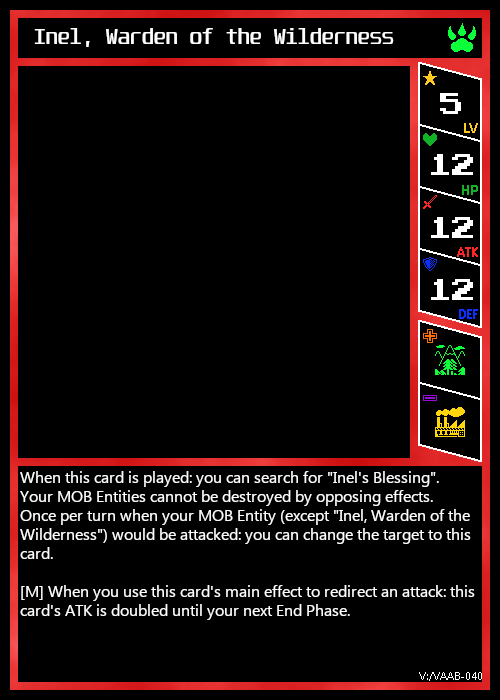 Inel, Warden of the Wilderness
5
LV
12
HP
12
ATK
12
DEF
When this card is played: you can search for "Inel's Blessing".
Your MOB Entities cannot be destroyed by opposing effects.
Once per turn when your MOB Entity (except "Inel, Warden of the
Wilderness") would be attacked: you can change the target to this
card.
[M] When you use this card's main effect to redirect an attack: this
card's ATK is doubled until your next End Phase.
V:/VAAB-040